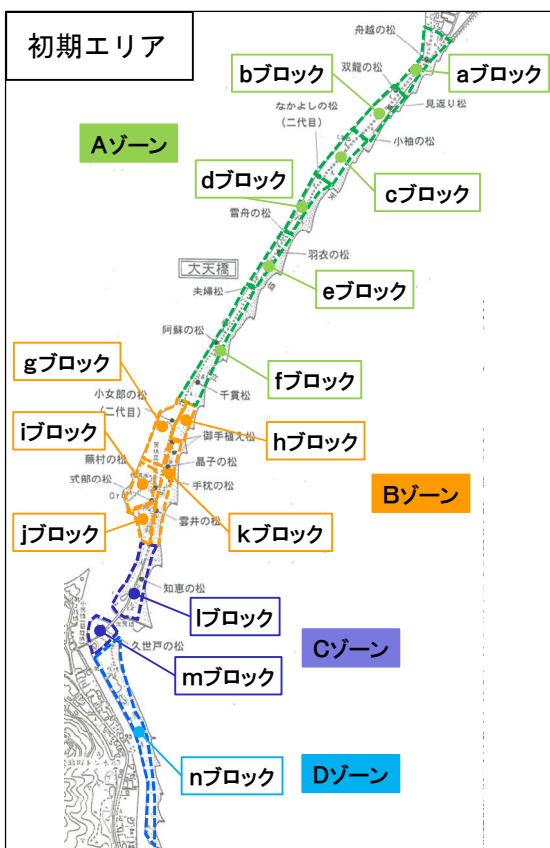 初期エリア
舟越の松
双龍の松
bブロック
aブロック
なかよしの松
(二代目)
見返り松
Aゾーン
小袖の松
dブロック
cブロック
雪舟の松
羽衣の松
大天橋
夫婦松
eブロック
阿蘇の松
gブロック
fブロック
千貫松
小女郎の松
(二代目)
iブロック
御手植え松
hブロック
蕪村の松
晶子の松
式部の松
手枕の松
Bゾーン
雲井の松
jブロック
kブロック
知恵の松
lブロック
久世戸の松
Cゾーン
mブロック
nブロック
Dゾーン